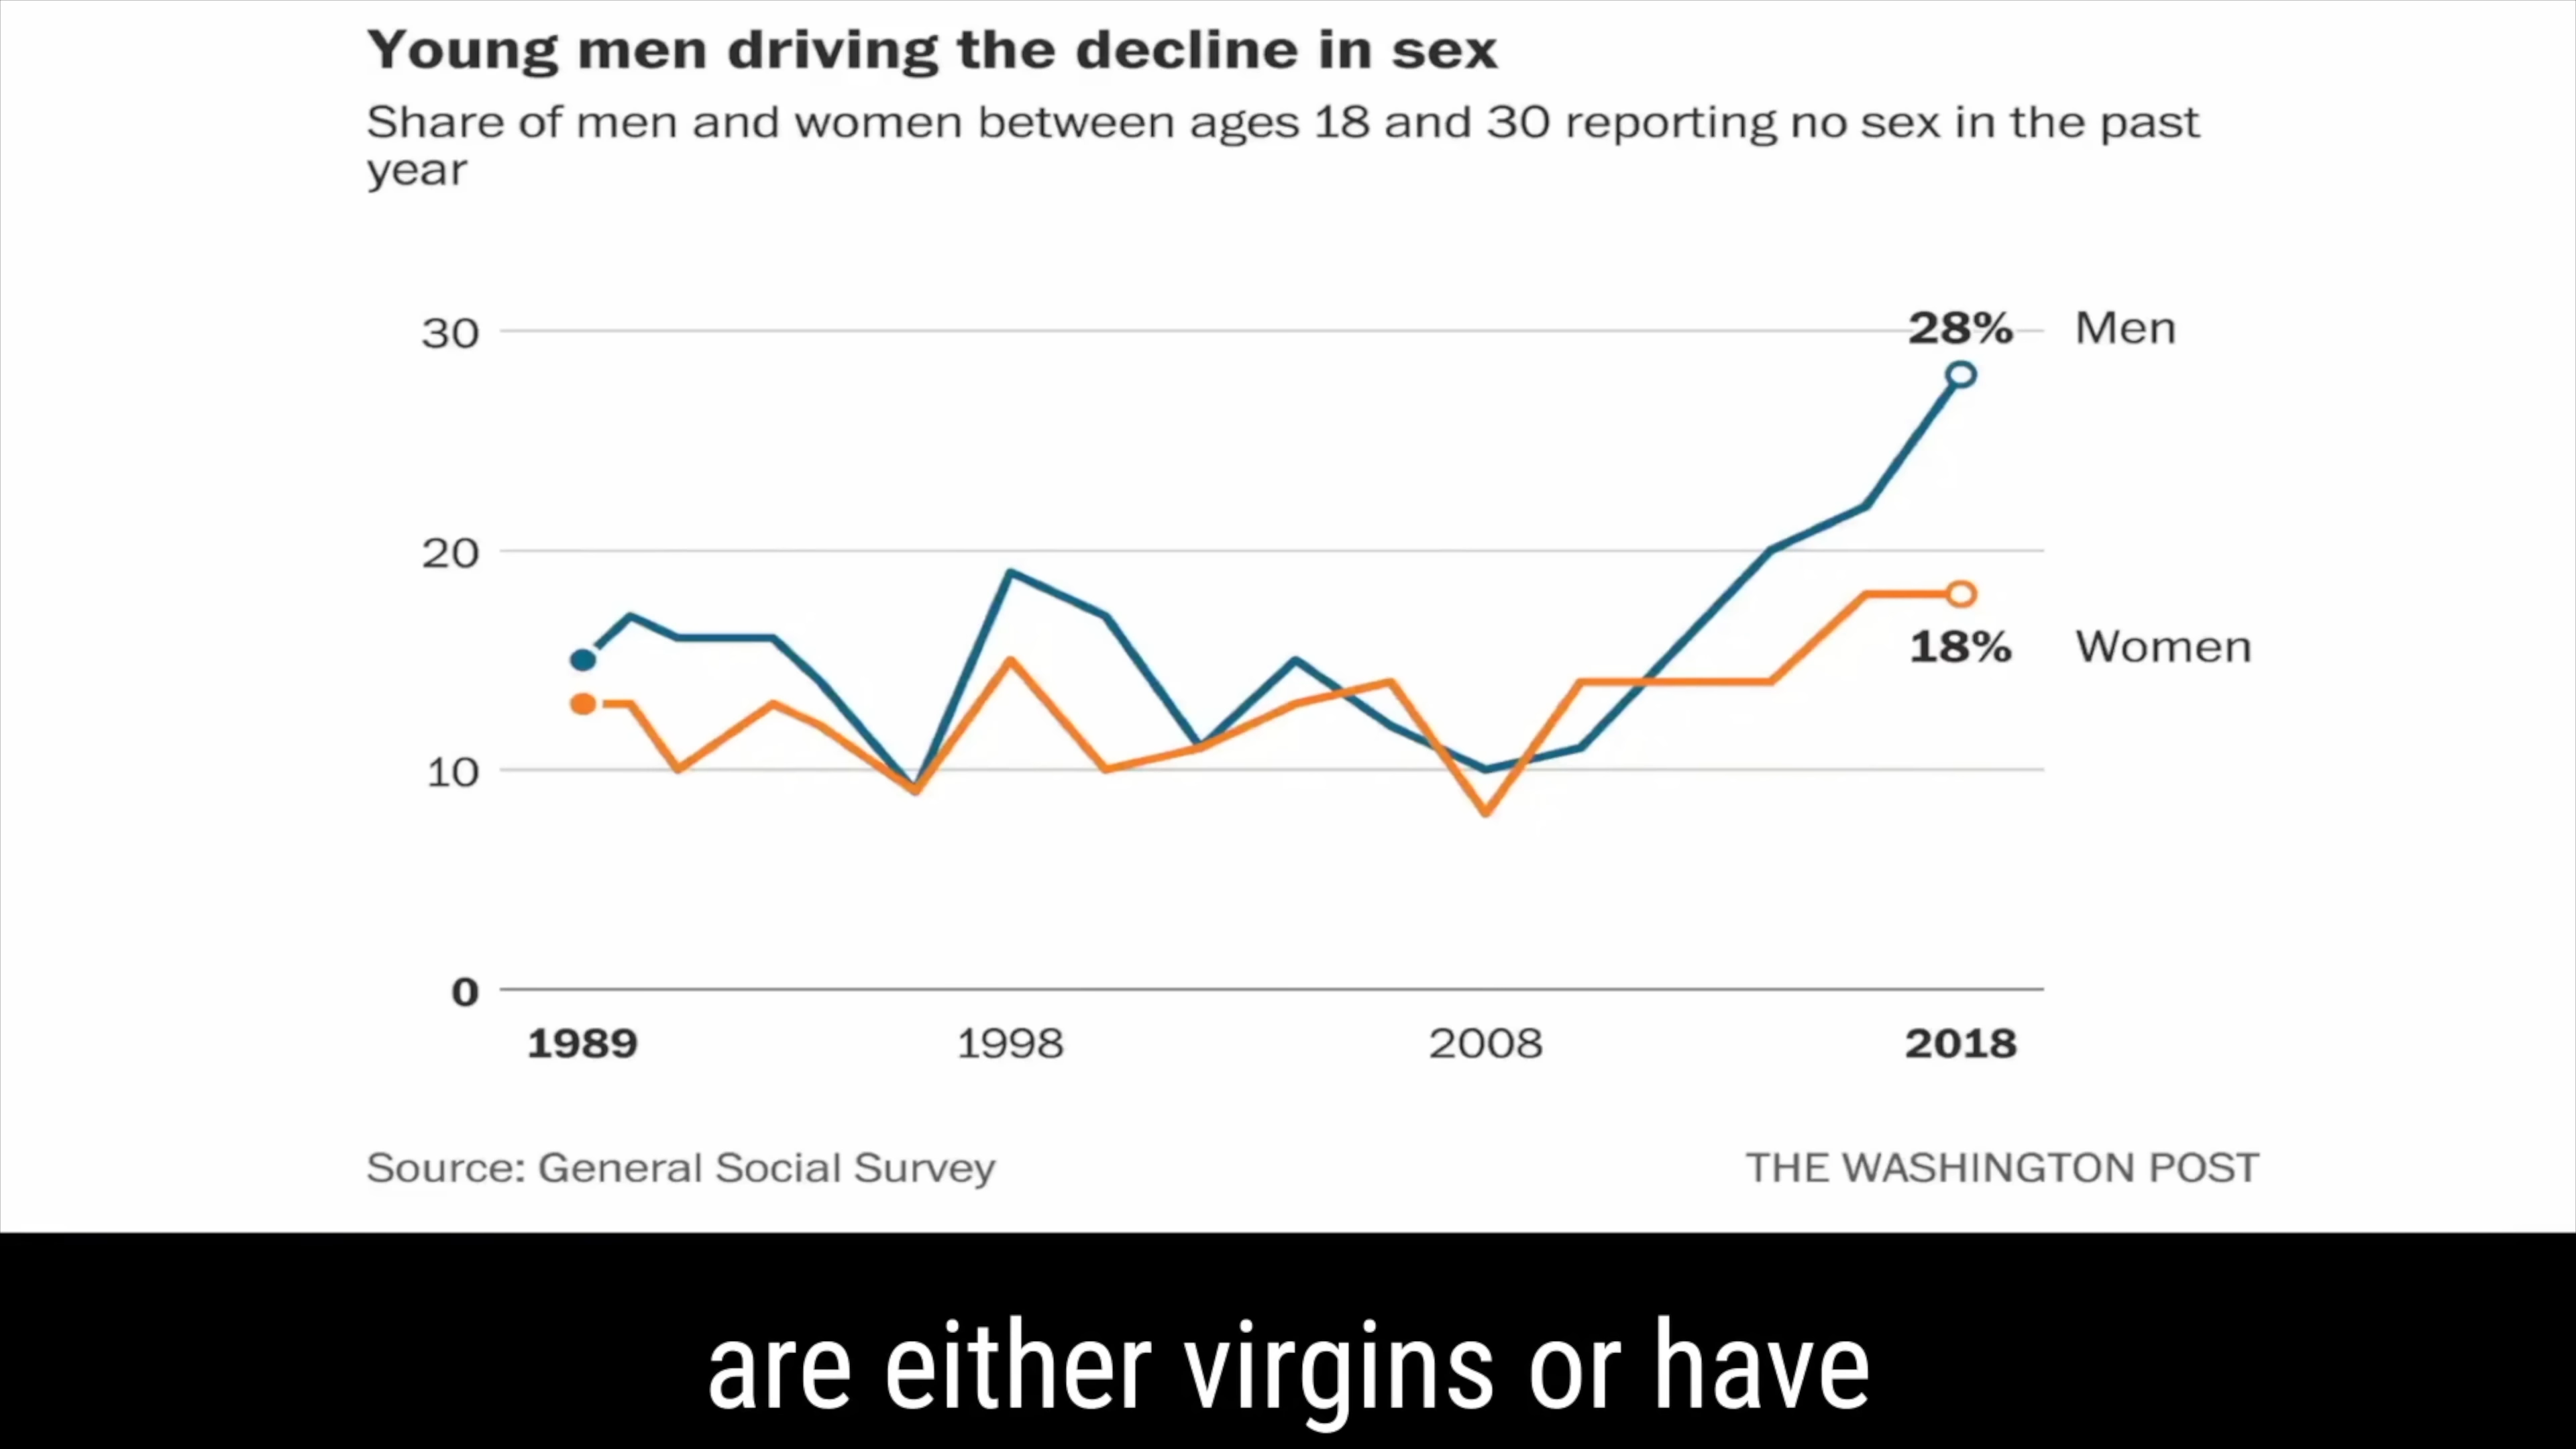 Young men driving the decline in sex
Share of men and women between ages 18 and 30 reporting no sex in the past
year
30
28%
Men
20
18%
Women
10
0
1989
1998
2008
2018
Source: General Social Survey
THE WASHINGTON POST
are either virgins or have